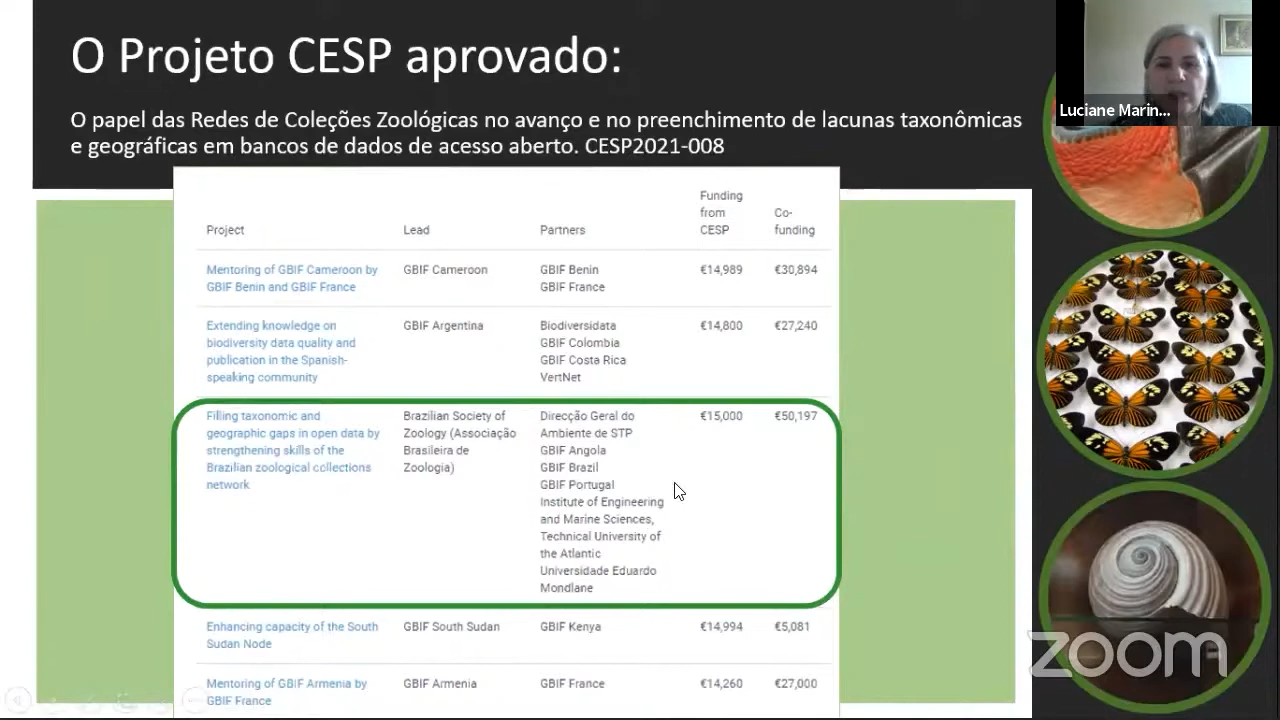 O Projeto CESP aprovado:
O papel das Redes de Coleções Zoológicas no avanço e no preenchimento de lacunas taxonômicas
e geográficas em bancos de dados de acesso aberto. CESP2021-008
Luciane Marin...
Project
Lead
Partners
Funding
from
CESP
Co-
funding
Mentoring of GBIF Cameroon by
GBIF Benin and GBIF France
GBIF Cameroon
GBIF Benin
GBIF France
€14,989
€30,894
Extending knowledge on
biodiversity data quality and
publication in the Spanish-
speaking community
GBIF Argentina
Biodiversidata
GBIF Colombia
GBIF Costa Rica
VertNet
€14,800
€27,240
Filling taxonomic and
geographic gaps in open data by
strengthening skills of the
Brazilian zoological collections
network
Brazilian Society of
Zoology (Associação
Brasileira de
Zoologia)
Direcção Geral do
Ambiente de STP
GBIF Angola
GBIF Brazil
GBIF Portugal
Institute of Engineering
and Marine Sciences,
Technical University of
the Atlantic
Universidade Eduardo
Mondlane
€15,000
€50,197
Enhancing capacity of the South
Sudan Node
GBIF South Sudan
GBIF Kenya
€14,994
€5,081
Mentoring of GBIF Armenia by
GBIF France
GBIF Armenia
GBIF France
€14,260
€27,000
zoom